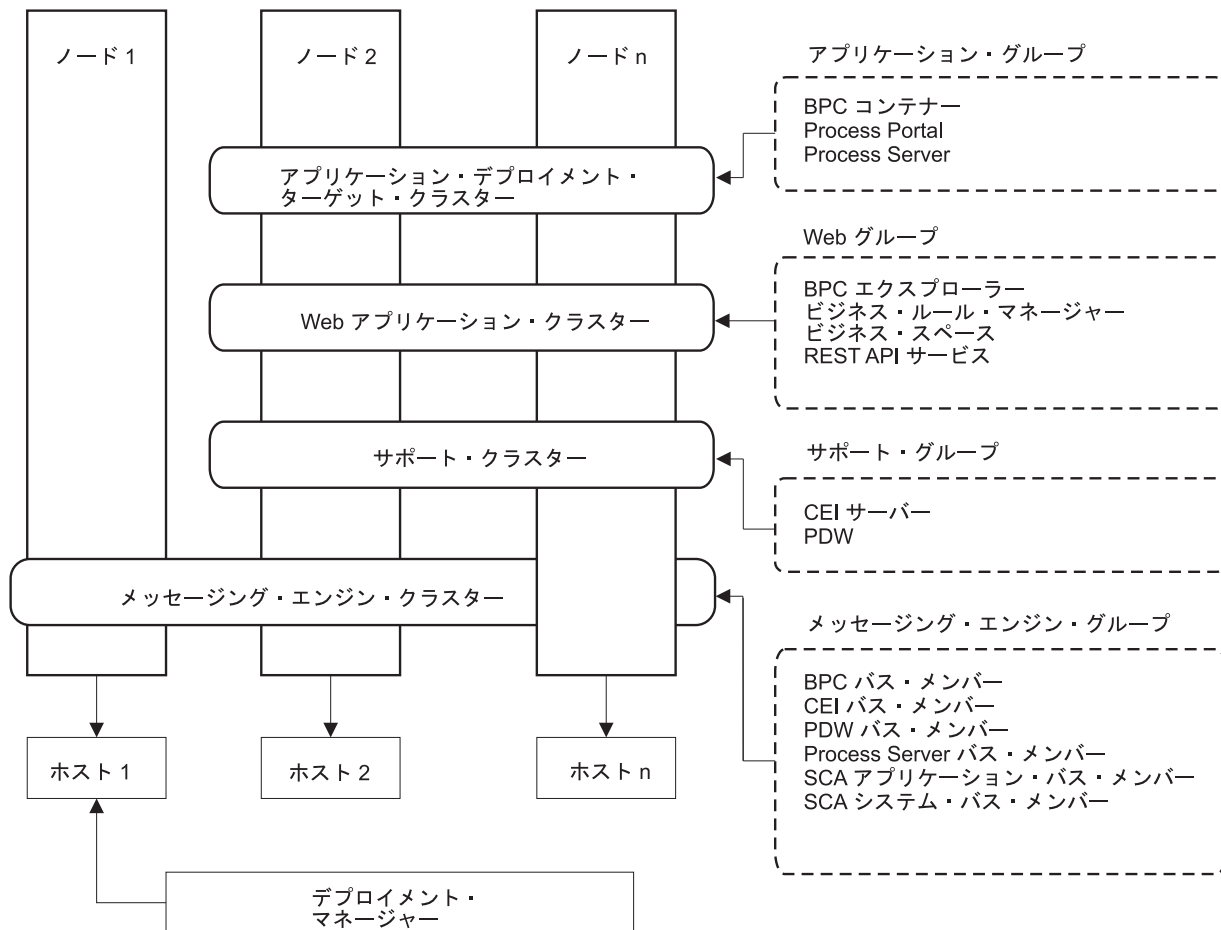 ノード 1
ノード 2
ノード n
アプリケーション・デプロイメント・
ターゲット・クラスター
Web アプリケーション・クラスター
サポート・クラスター
メッセージング・エンジン・クラスター
ホスト 1
ホスト 2
ホスト n
デプロイメント・
マネージャー
アプリケーション・グループ
BPC コンテナー
Process Portal
Process Server
Web グループ
BPC エクスプローラー
ビジネス・ルール・マネージャー
ビジネス・スペース
REST API サービス
サポート・グループ
CEI サーバー
PDW
メッセージング・エンジン・グループ
BPC バス・メンバー
CEI バス・メンバー
PDW バス・メンバー
Process Server バス・メンバー
SCA アプリケーション・バス・メンバー
SCA システム・バス・メンバー